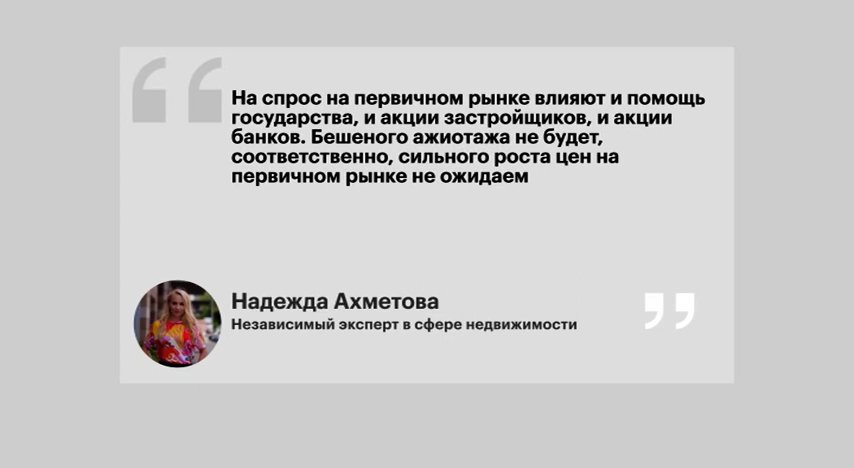 На спрос на первичном рынке влияют и помощь
государства, и акции застройщиков, и акции
банков. Бешеного ажиотажа не будет,
соответственно, сильного роста цен на
первичном рынке не ожидаем
Надежда Ахметова
Независимый эксперт в сфере недвижимости